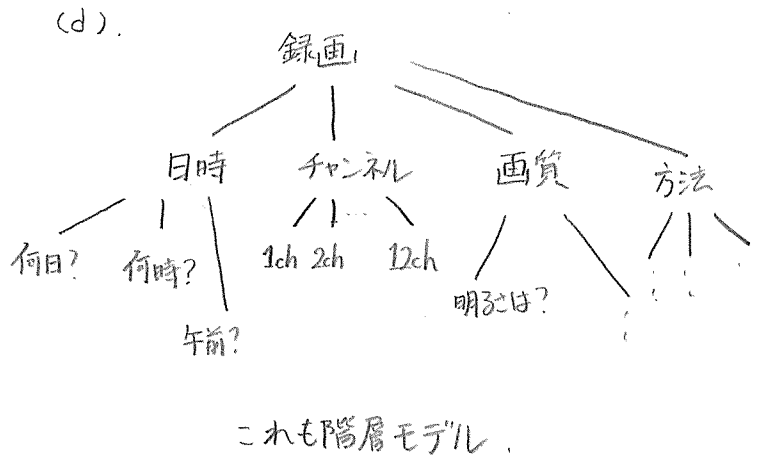 (d).
録画
日時 チャンネル 画質 方法
何日? 何時? 1ch 2ch … 12ch
明るさは?
午前?
これも階層モデル.